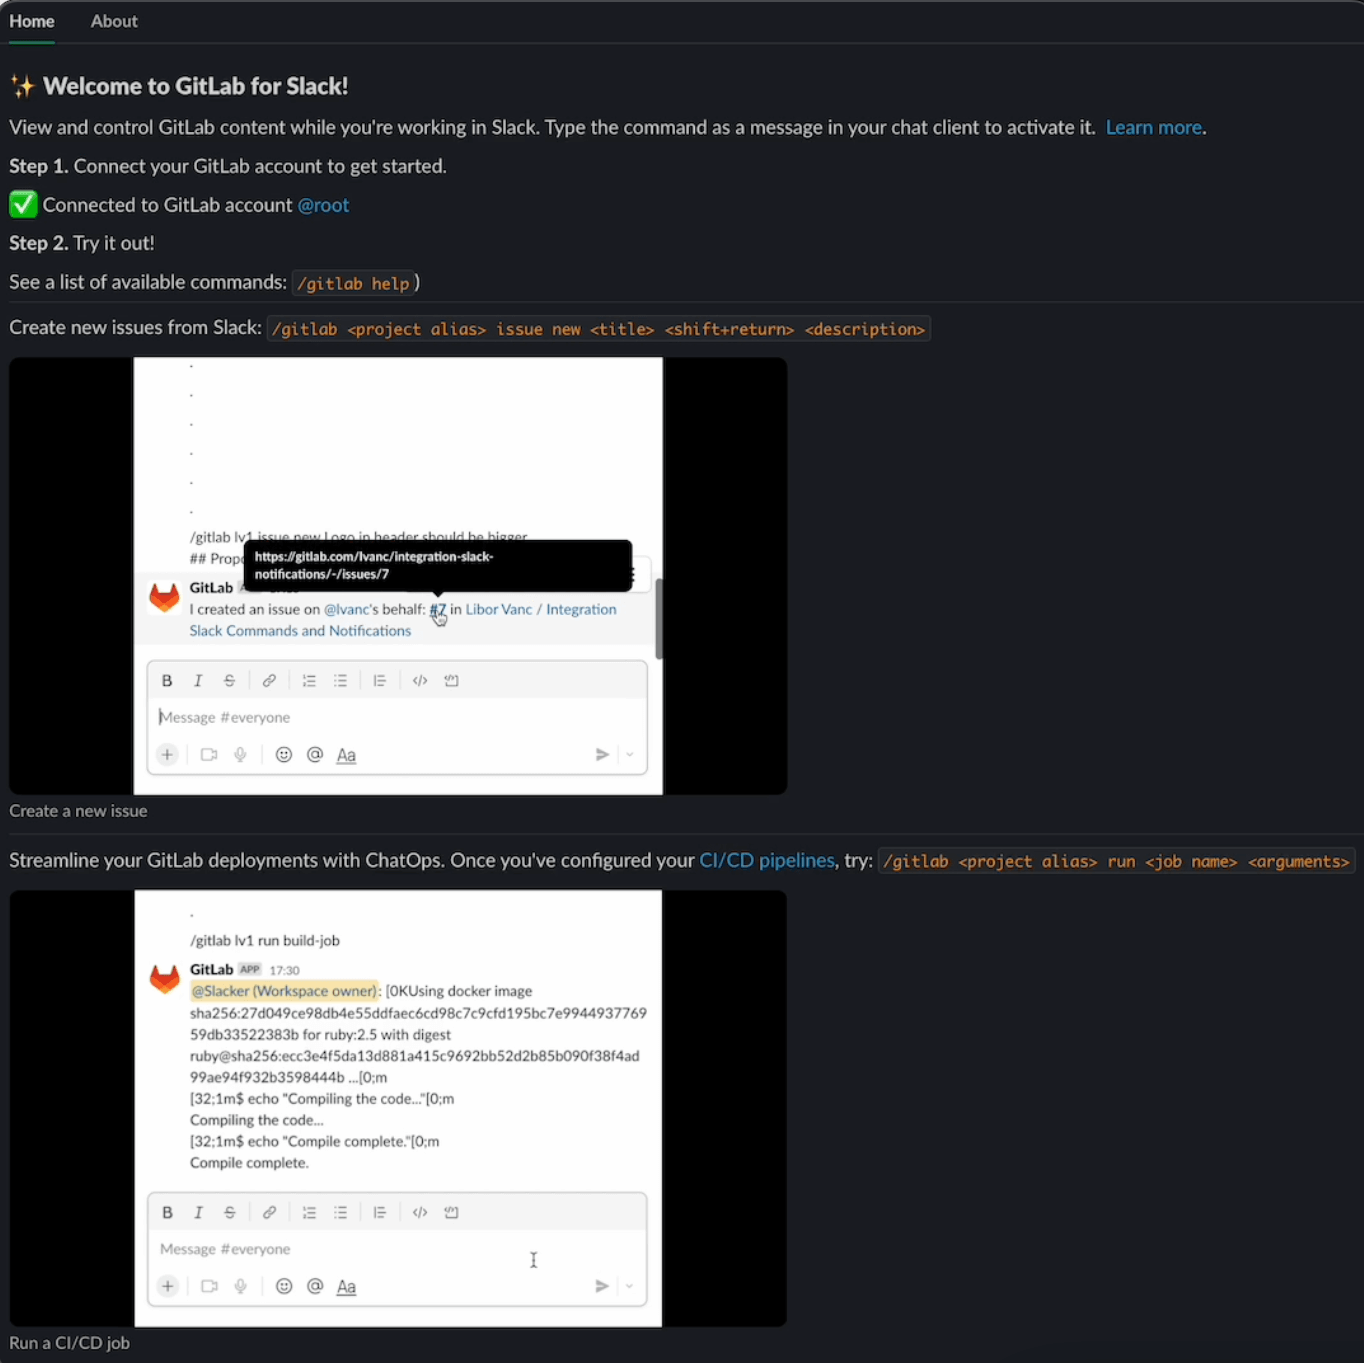 Home About
✨ Welcome to GitLab for Slack!
View and control GitLab content while you're working in Slack. Type the command as a message in your chat client to activate it. Learn more.
Step 1. Connect your GitLab account to get started.
✅ Connected to GitLab account @root
Step 2. Try it out!
See a list of available commands: /gitlab help)
Create new issues from Slack: /gitlab <project alias> issue new <title> <shift+return> <description>
/gitlab lv1 issue new Logo in header should be bigger
## Propo
https://gitlab.com/lvanc/integration-slack-
notifications/-/issues/7
GitLab
I created an issue on @lvanc's behalf: #7 in Libor Vanc / Integration
Slack Commands and Notifications
B I S
Message #everyone
+ @ Aa
Create a new issue
Streamline your GitLab deployments with ChatOps. Once you've configured your CI/CD pipelines, try: /gitlab <project alias> run <job name> <arguments>
/gitlab lv1 run build-job
GitLab APP 17:30
@Slacker (Workspace owner): [0KUsing docker image
sha256:27d049ce98db4e55ddfaec6cd98c7c9cfd195bc7e9944937769
59db33522383b for ruby:2.5 with digest
ruby@sha256:ecc3e4f5da13d881a415c9692bb52d2b85b090f38f4ad
99ae94f932b3598444b ...[0;m
[32;1m$ echo "Compiling the code..."[0;m
Compiling the code...
[32;1m$ echo "Compile complete."[0;m
Compile complete.
B I S
Message #everyone
+ @ Aa
Run a CI/CD job